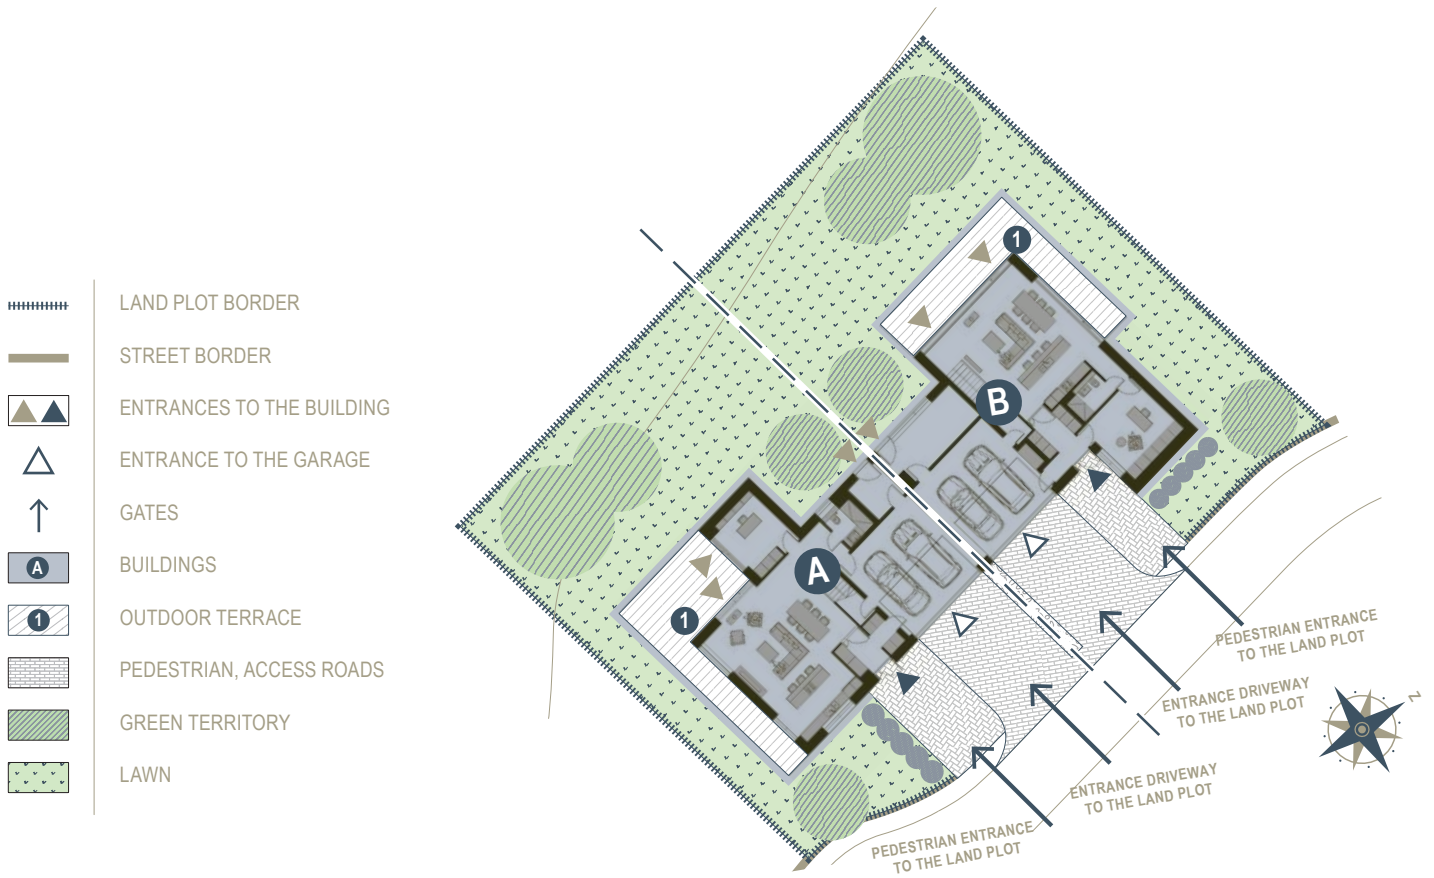 LAND PLOT BORDER
STREET BORDER
ENTRANCES TO THE BUILDING
ENTRANCE TO THE GARAGE
GATES
A
BUILDINGS
1
OUTDOOR TERRACE
PEDESTRIAN, ACCESS ROADS
GREEN TERRITORY
LAWN
1
B
A
1
PEDESTRIAN ENTRANCE
TO THE LAND PLOT
ENTRANCE DRIVEWAY
TO THE LAND PLOT
ENTRANCE DRIVEWAY
TO THE LAND PLOT
PEDESTRIAN ENTRANCE
TO THE LAND PLOT
N